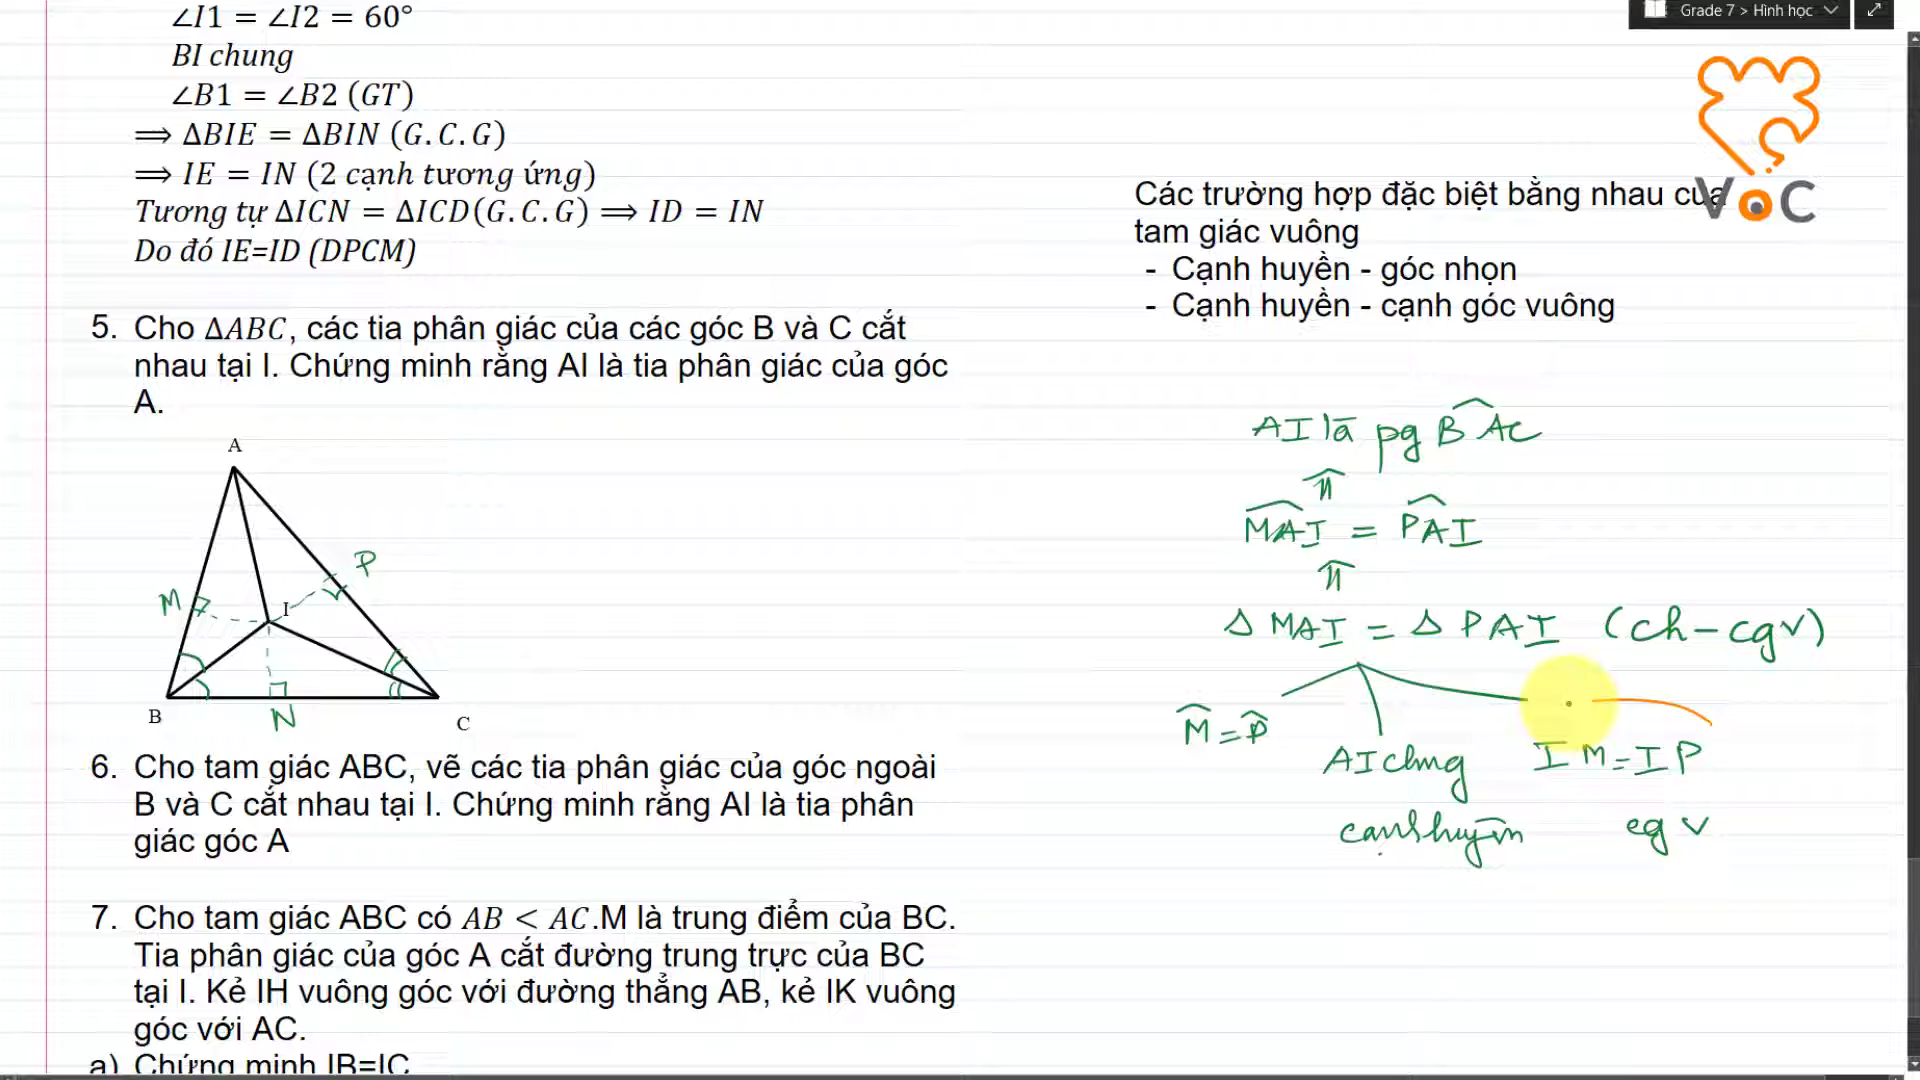 ∠I1 = ∠I2 = 60°
BI chung
∠B1 = ∠B2 (GT)
⟹ ΔBIE = ΔBIN (G.C.G)
⟹ IE = IN (2 cạnh tương ứng)
Tương tự ΔICN = ΔICD(G.C.G) ⟹ ID = IN
Do đó IE=ID (DPCM)
5. Cho ΔABC, các tia phân giác của các góc B và C cắt
nhau tại I. Chứng minh rằng AI là tia phân giác của góc
A.
A
P
M
I
B
N
C
6. Cho tam giác ABC, vẽ các tia phân giác của góc ngoài
B và C cắt nhau tại I. Chứng minh rằng AI là tia phân
giác góc A
7. Cho tam giác ABC có AB < AC.M là trung điểm của BC.
Tia phân giác của góc A cắt đường trung trực của BC
tại I. Kẻ IH vuông góc với đường thẳng AB, kẻ IK vuông
góc với AC.
a) Chứng minh IB=IC
Grade 7 > Hình học
VOC
Các trường hợp đặc biệt bằng nhau của
tam giác vuông
- Cạnh huyền - góc nhọn
- Cạnh huyền - cạnh góc vuông
AI là pg BAC
MAI = PAI
Δ MAI = Δ PAI (ch - cgv)
M = P
AI chung
IM = IP
cạnh huyền
cgv